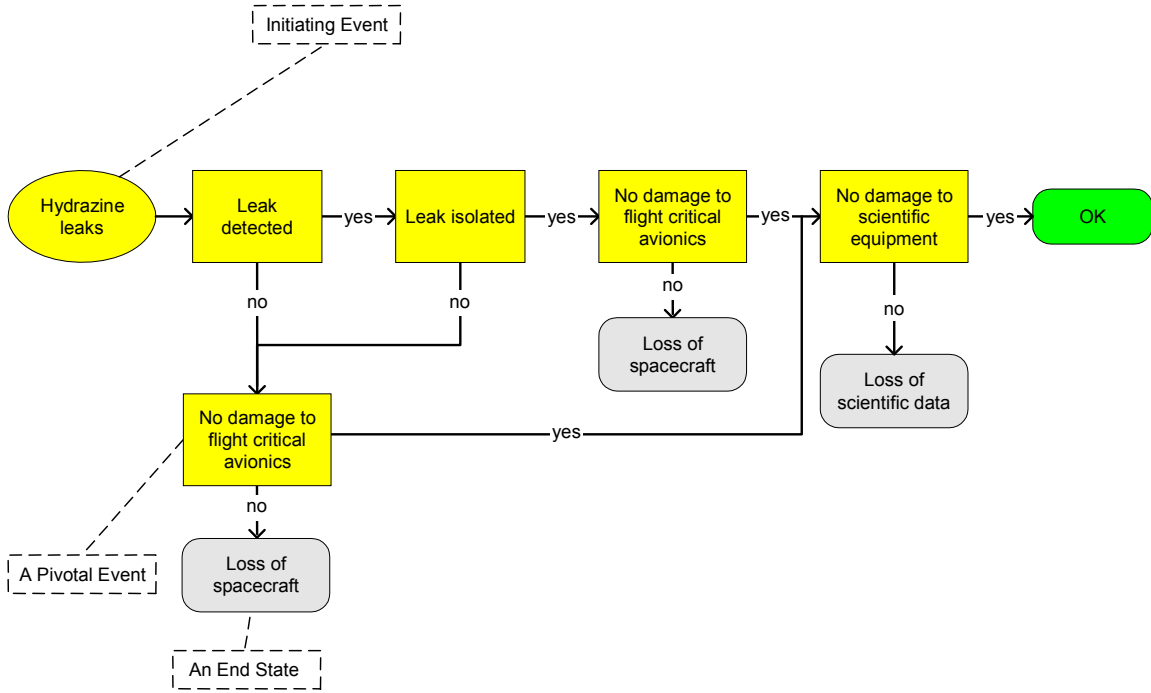 Initiating Event
Hydrazine
leaks
Leak
detected
yes
Leak isolated
yes
No damage to
flight critical
avionics
yes
No damage to
scientific
equipment
yes
OK
no
no
no
no
Loss of
spacecraft
Loss of
scientific data
No damage to
flight critical
avionics
yes
no
A Pivotal Event
Loss of
spacecraft
An End State